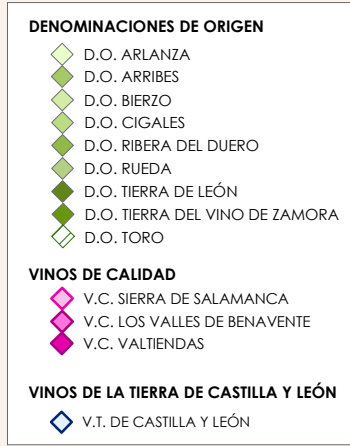 DENOMINACIONES DE ORIGEN
D.O. ARLANZA
D.O. ARRIBES
D.O. BIERZO
D.O. CIGALES
D.O. RIBERA DEL DUERO
D.O. RUEDA
D.O. TIERRA DE LEÓN
D.O. TIERRA DEL VINO DE ZAMORA
D.O. TORO
VINOS DE CALIDAD
V.C. SIERRA DE SALAMANCA
V.C. LOS VALLES DE BENAVENTE
V.C. VALTIENDAS
VINOS DE LA TIERRA DE CASTILLA Y LEÓN
V.T. DE CASTILLA Y LEÓN